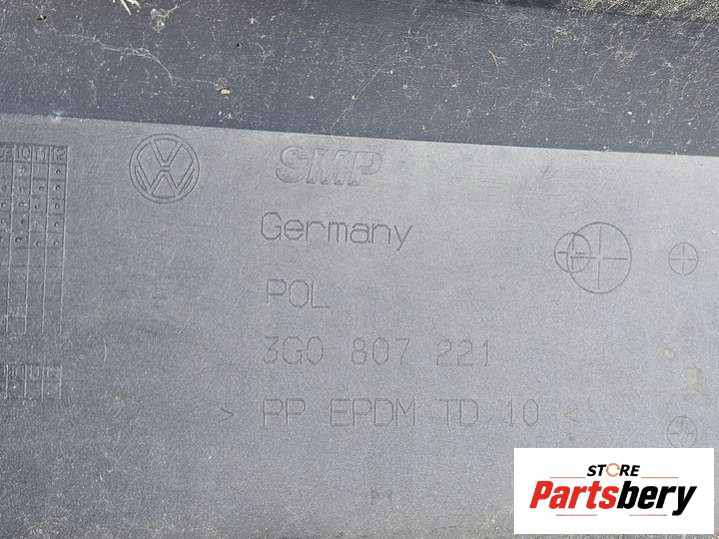 SMP
Germany
POL
3G0 807 221
> PP EPDM TD 10 <
STORE
Partsbery